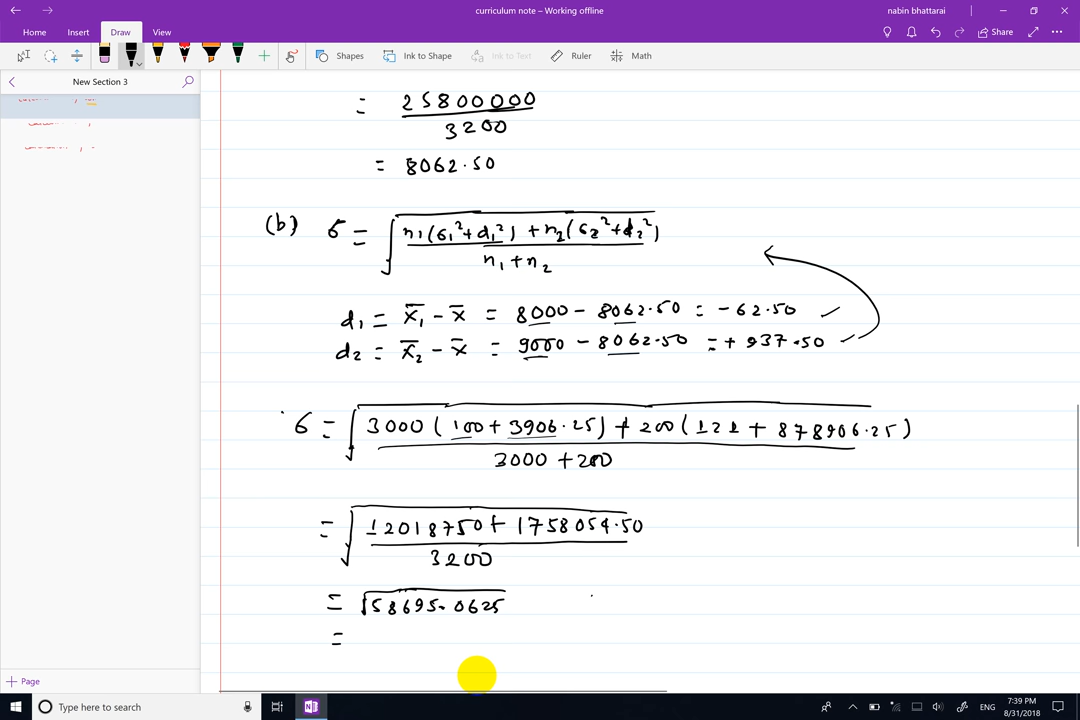 curriculum note – Working offline
nabin bhattarai
Home Insert Draw View
Share
Shapes Ink to Shape Ink to Text Ruler Math
New Section 3
= 25800000
3200
= 8062.50
(b) σ = √ n₁(σ₁²+d₁²) + n₂(σ₂²+d₂²)
n₁+n₂
d₁ = x̄₁ - x̄ = 8000 - 8062.50 = - 62.50
d₂ = x̄₂ - x̄ = 9000 - 8062.50 = + 937.50
σ = √ 3000 (100 + 3906.25) + 200 (121 + 878906.25)
3000 + 200
= √ 12018750 + 1758054.50
3200
= √58695.0625
=
Page
Type here to search
ENG
7:39 PM
8/31/2018